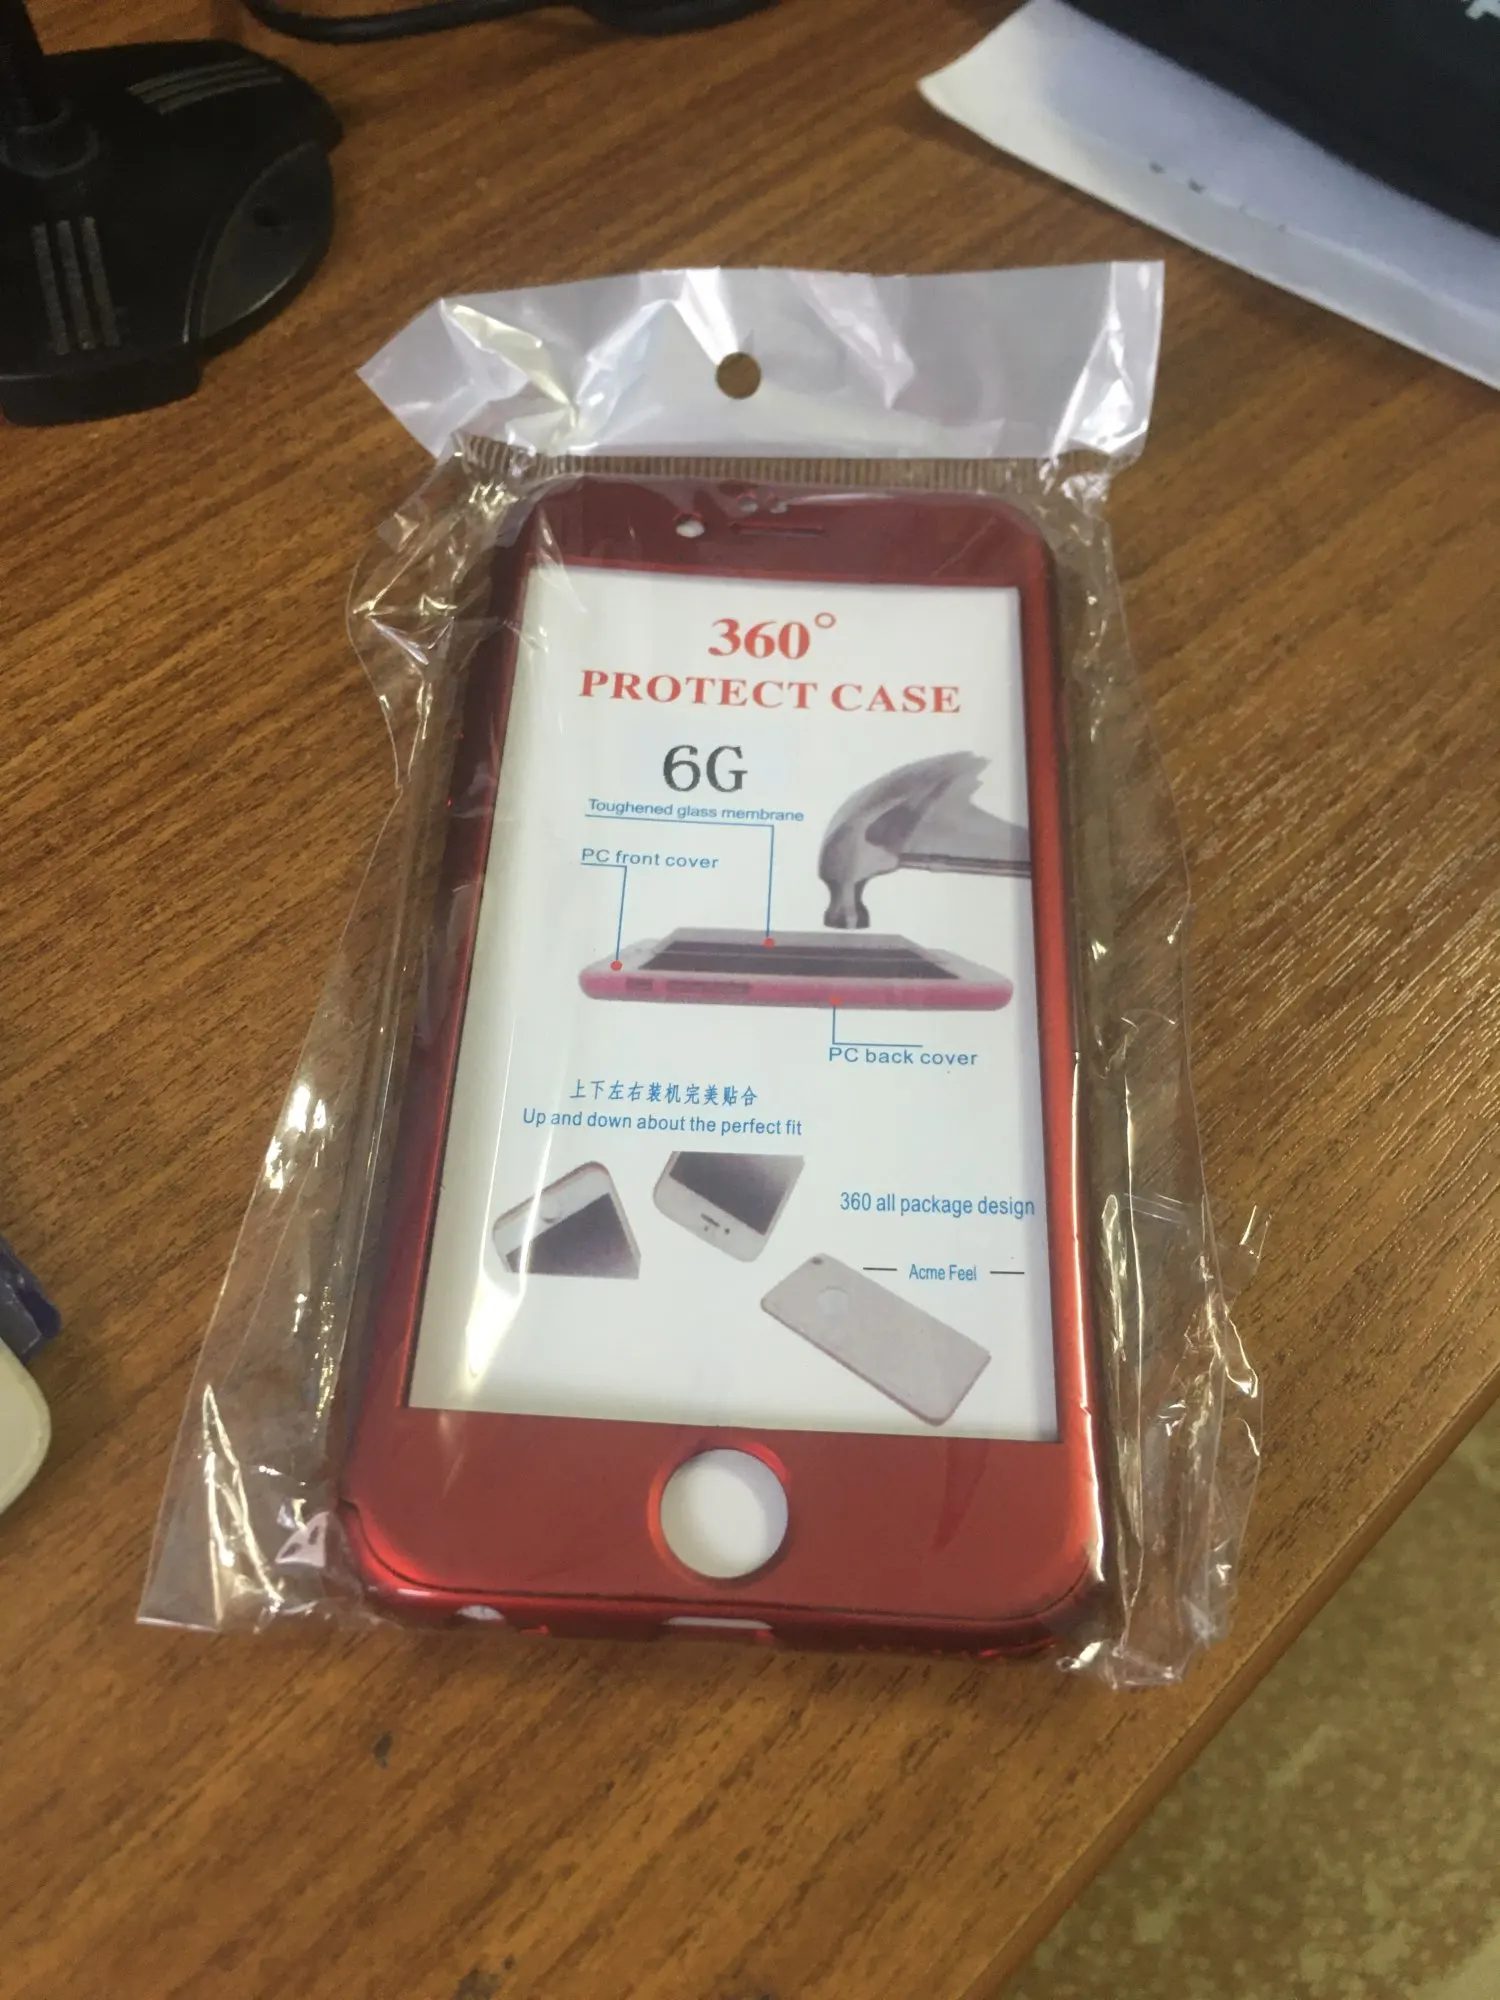 360°
PROTECT CASE
6G
Toughened glass membrane
PC front cover
PC back cover
上下左右装机完美贴合
Up and down about the perfect fit
360 all package design
Acme Feel